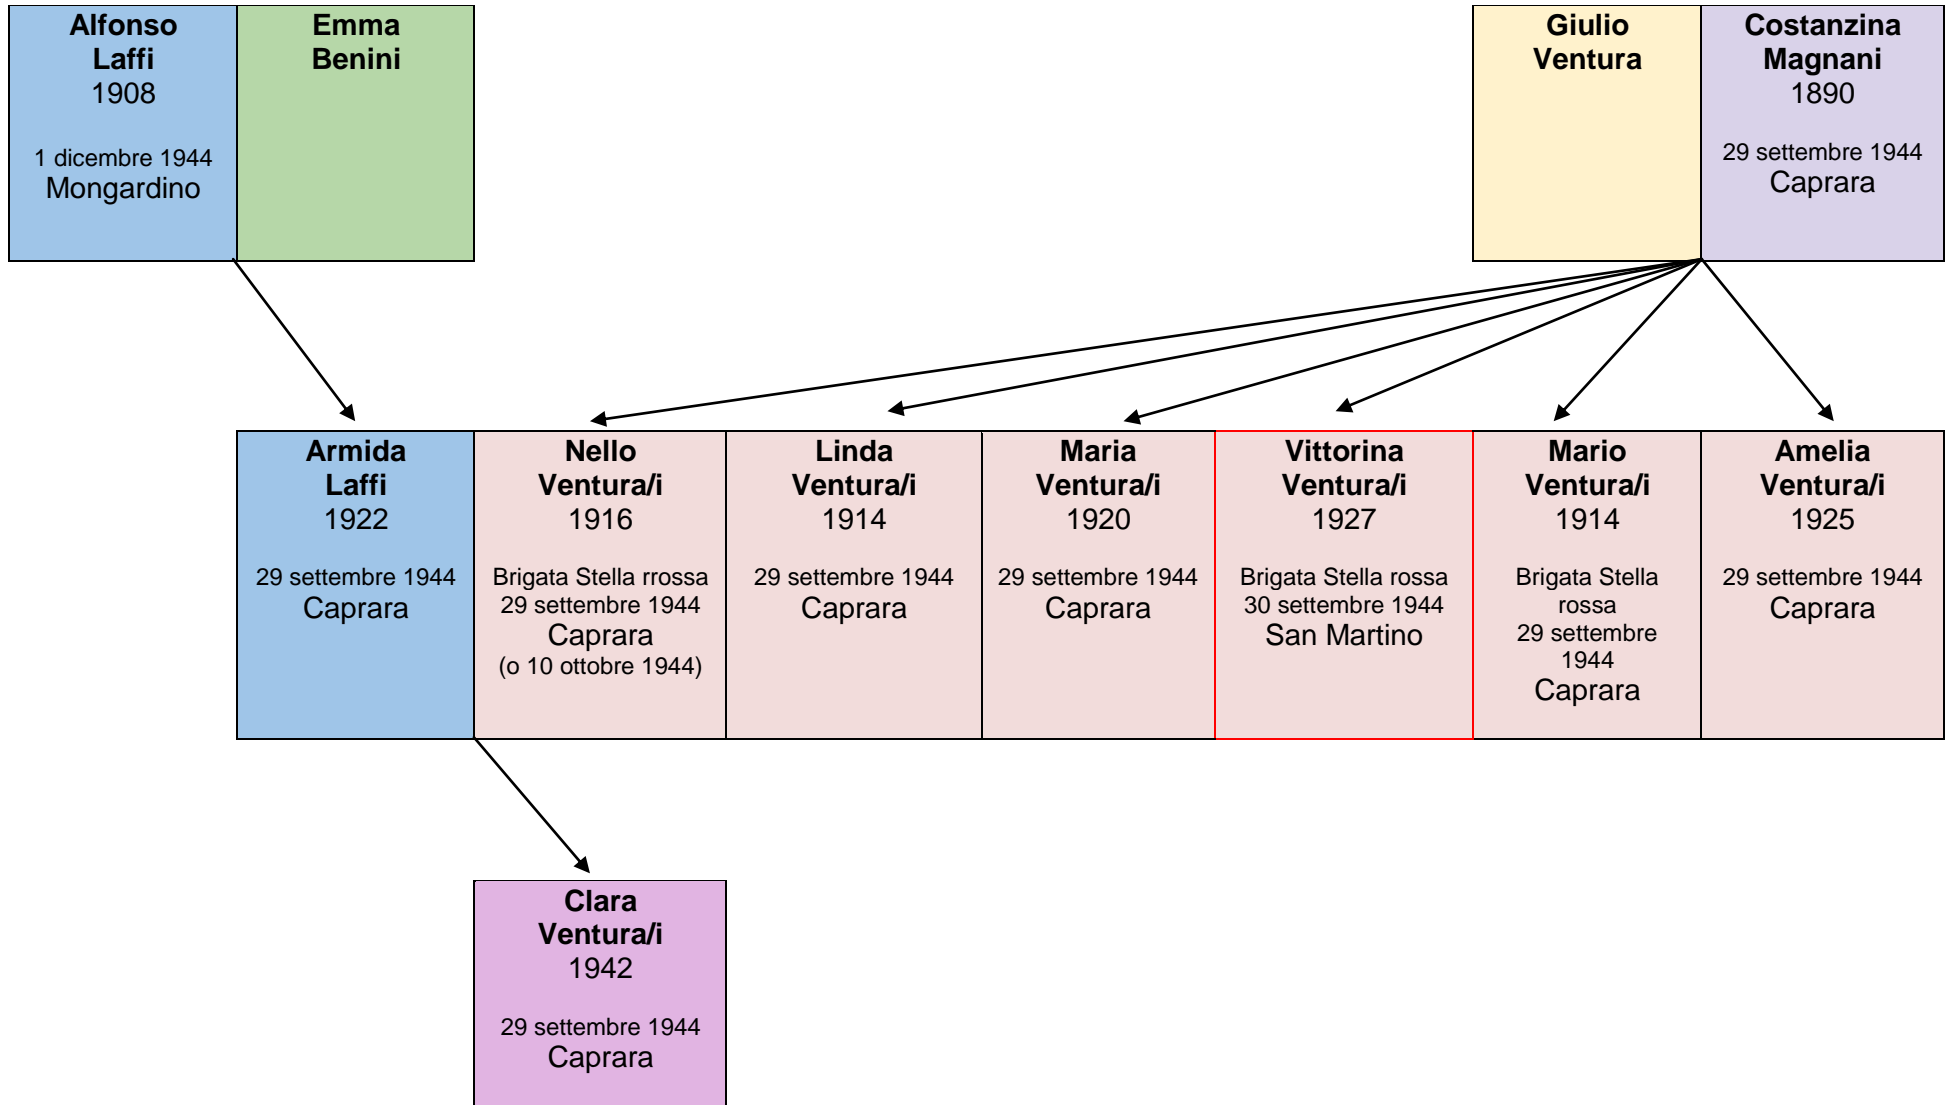 Alfonso
Laffi
1908
1 dicembre 1944
Mongardino
Emma
Benini
Giulio
Ventura
Costanzina
Magnani
1890
29 settembre 1944
Caprara
Armida
Laffi
1922
29 settembre 1944
Caprara
Nello
Ventura/i
1916
Brigata Stella rrossa
29 settembre 1944
Caprara
(o 10 ottobre 1944)
Linda
Ventura/i
1914
29 settembre 1944
Caprara
Maria
Ventura/i
1920
29 settembre 1944
Caprara
Vittorina
Ventura/i
1927
Brigata Stella rossa
30 settembre 1944
San Martino
Mario
Ventura/i
1914
Brigata Stella
rossa
29 settembre
1944
Caprara
Amelia
Ventura/i
1925
29 settembre 1944
Caprara
Clara
Ventura/i
1942
29 settembre 1944
Caprara